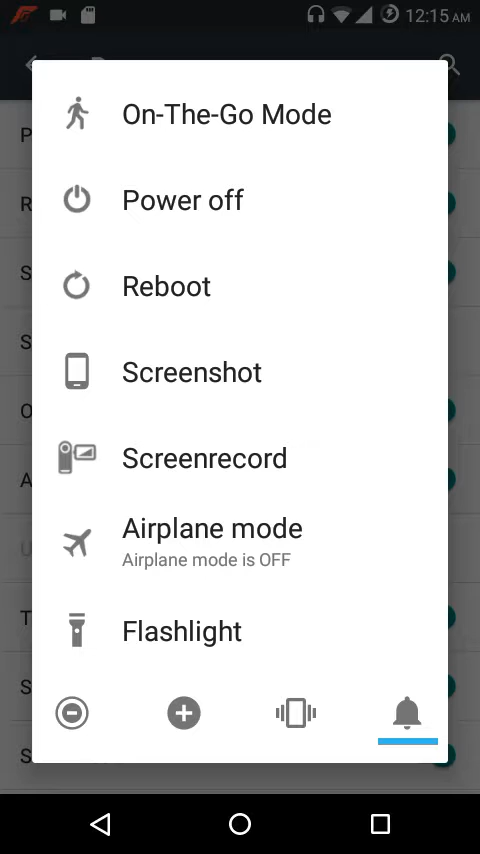 12:15 AM
P
On-The-Go Mode
Power off
R
Reboot
S
S
Screenshot
O
Screenrecord
A
Airplane mode
Airplane mode is OFF
U
T
Flashlight
S
S